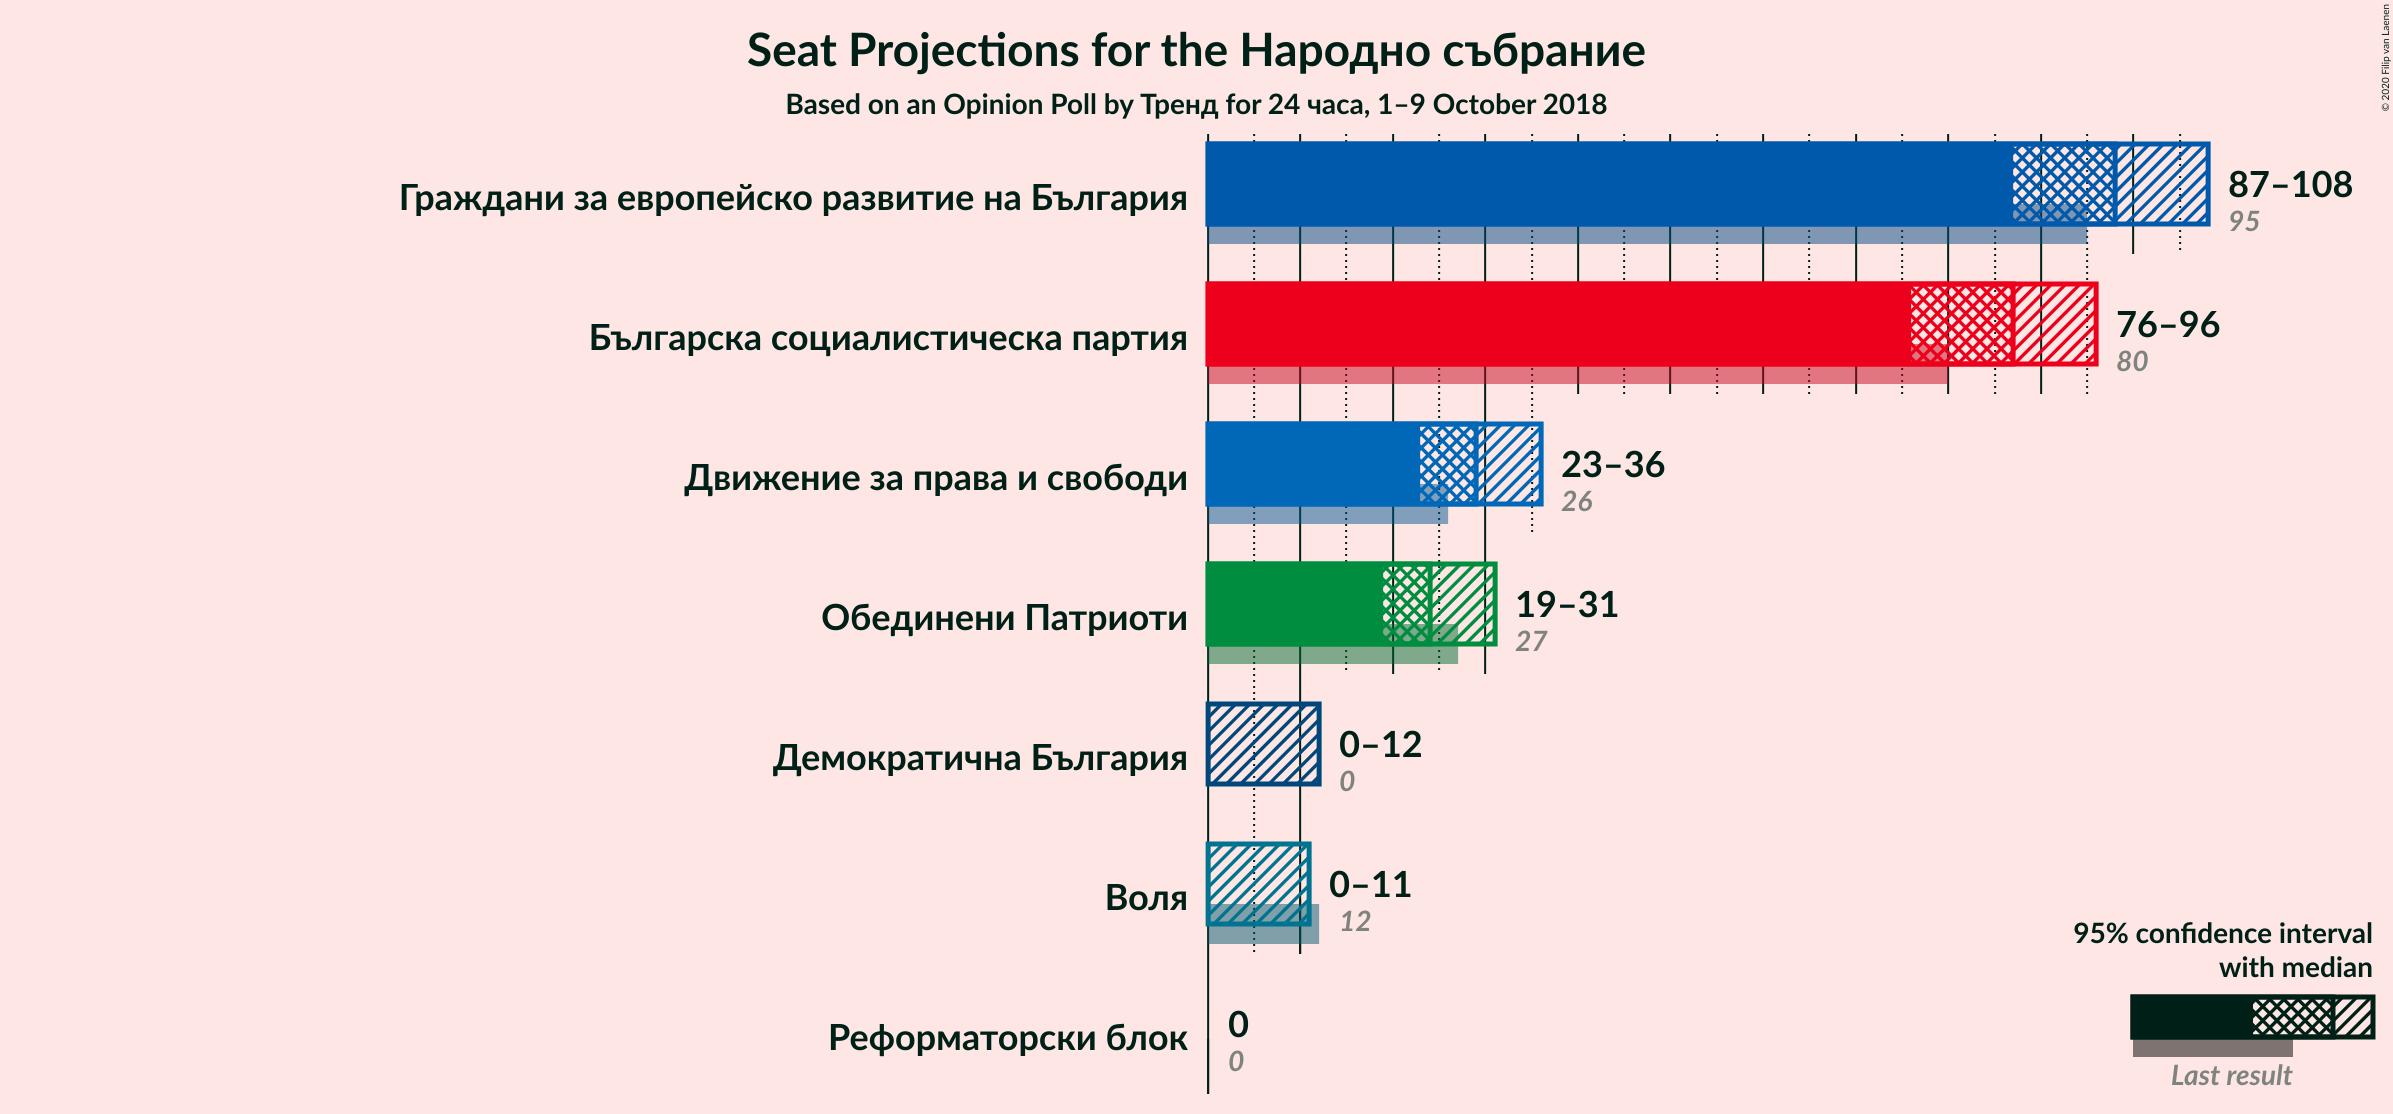 Seat Projections for the Народно събрание
Based on an Opinion Poll by Тренд for 24 часа, 1–9 October 2018
© 2020 Filip van Laenen
Граждани за европейско развитие на България
87–108
95
Българска социалистическа партия
76–96
80
Движение за права и свободи
23–36
26
Обединени Патриоти
19–31
27
Демократична България
0–12
0
Воля
0–11
12
Реформаторски блок
0
0
95% confidence interval
with median
Last result